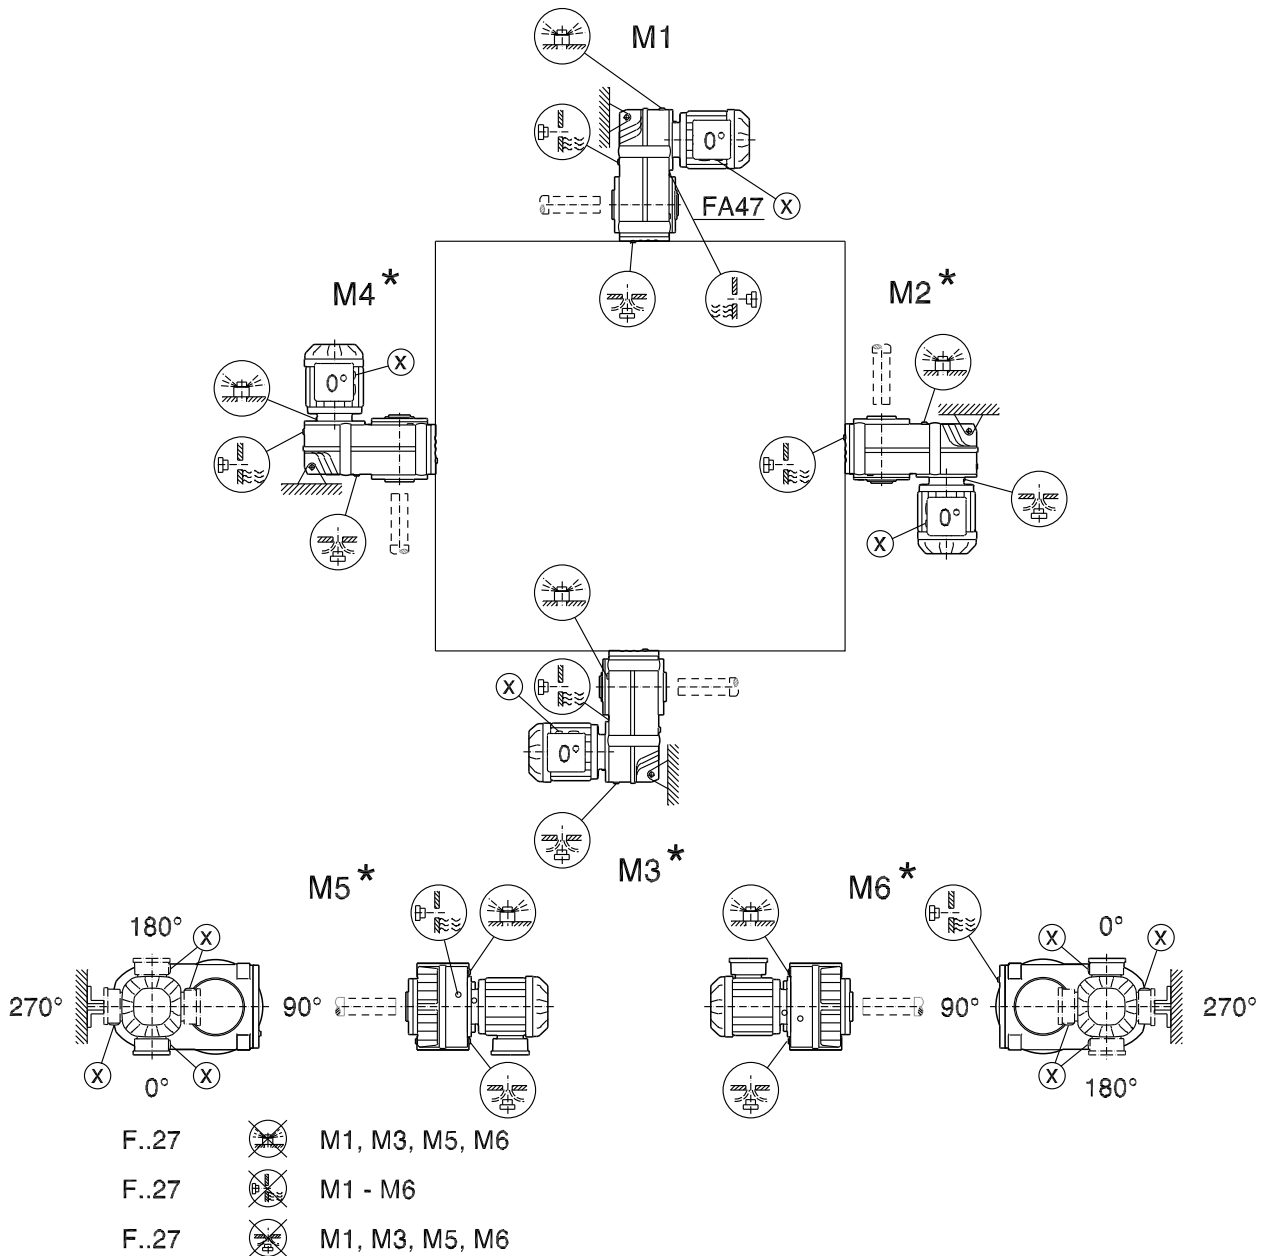 M1
0°
FA47 X
M4*
M2*
X
0°
0°
X
X
0°
M3*
M5*
M6*
180°
X
270°
90°
X
X
0°
0°
X
X
90°
270°
X
180°
F..27 M1, M3, M5, M6
F..27 M1 - M6
F..27 M1, M3, M5, M6